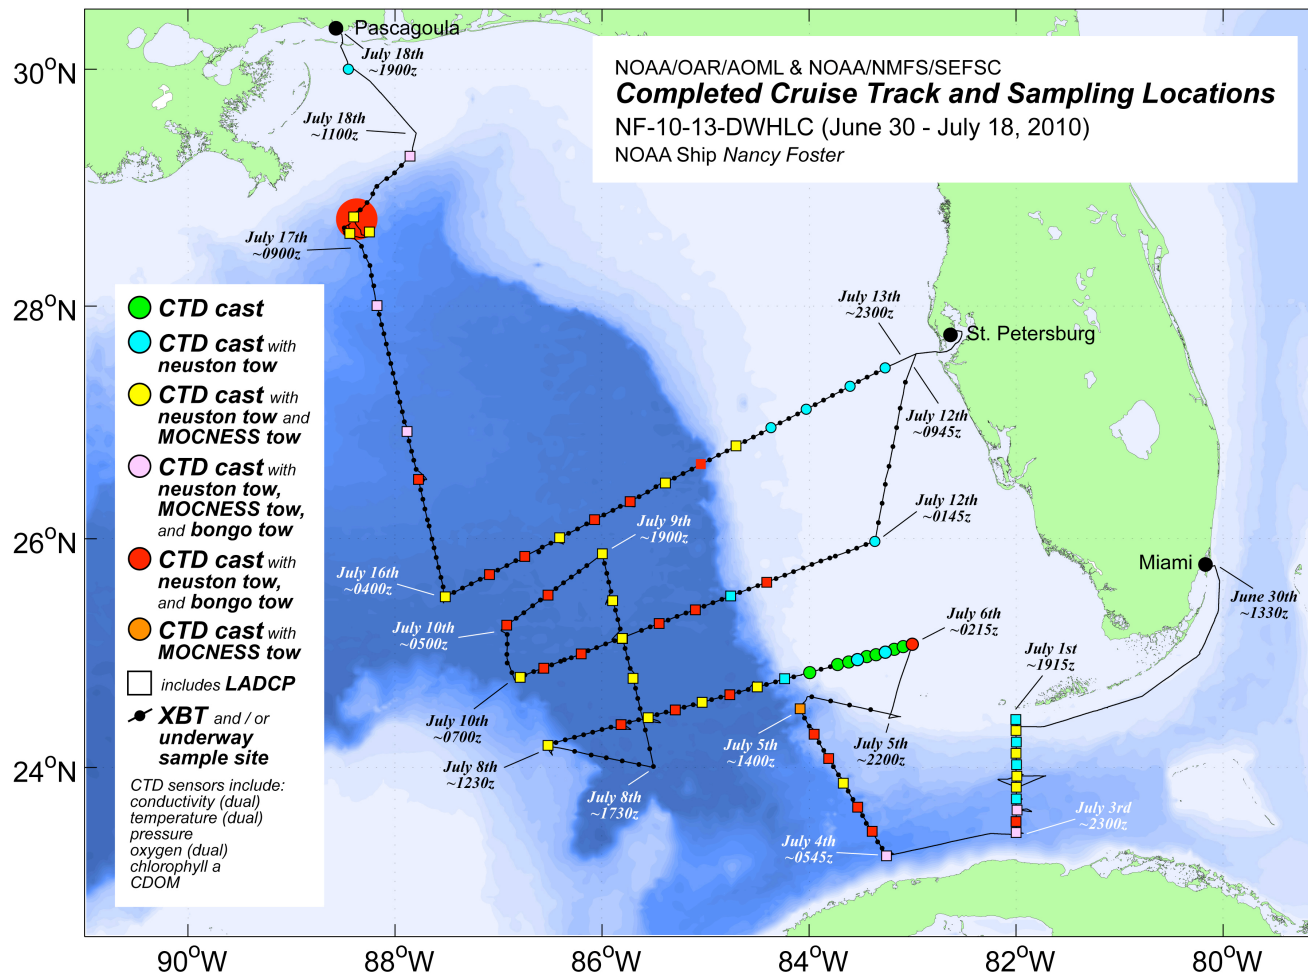 NOAA/OAR/AOML & NOAA/NMFS/SEFSC
Completed Cruise Track and Sampling Locations
NF-10-13-DWHLC (June 30 - July 18, 2010)
NOAA Ship Nancy Foster
Pascagoula
July 18th
~1900z
July 18th
~1100z
July 17th
~0900z
July 13th
~2300z
St. Petersburg
July 12th
~0945z
July 12th
~0145z
July 9th
~1900z
July 16th
~0400z
July 10th
~0500z
July 10th
~0700z
July 8th
~1230z
July 8th
~1730z
July 5th
~1400z
July 5th
~2200z
July 6th
~0215z
July 4th
~0545z
July 3rd
~2300z
July 1st
~1915z
Miami
June 30th
~1330z
CTD cast
CTD cast with
neuston tow
CTD cast with
neuston tow and
MOCNESS tow
CTD cast with
neuston tow,
MOCNESS tow,
and bongo tow
CTD cast with
neuston tow,
and bongo tow
CTD cast with
MOCNESS tow
includes LADCP
XBT and / or
underway
sample site
CTD sensors include:
conductivity (dual)
temperature (dual)
pressure
oxygen (dual)
chlorophyll a
CDOM
30°N
28°N
26°N
24°N
90°W
88°W
86°W
84°W
82°W
80°W